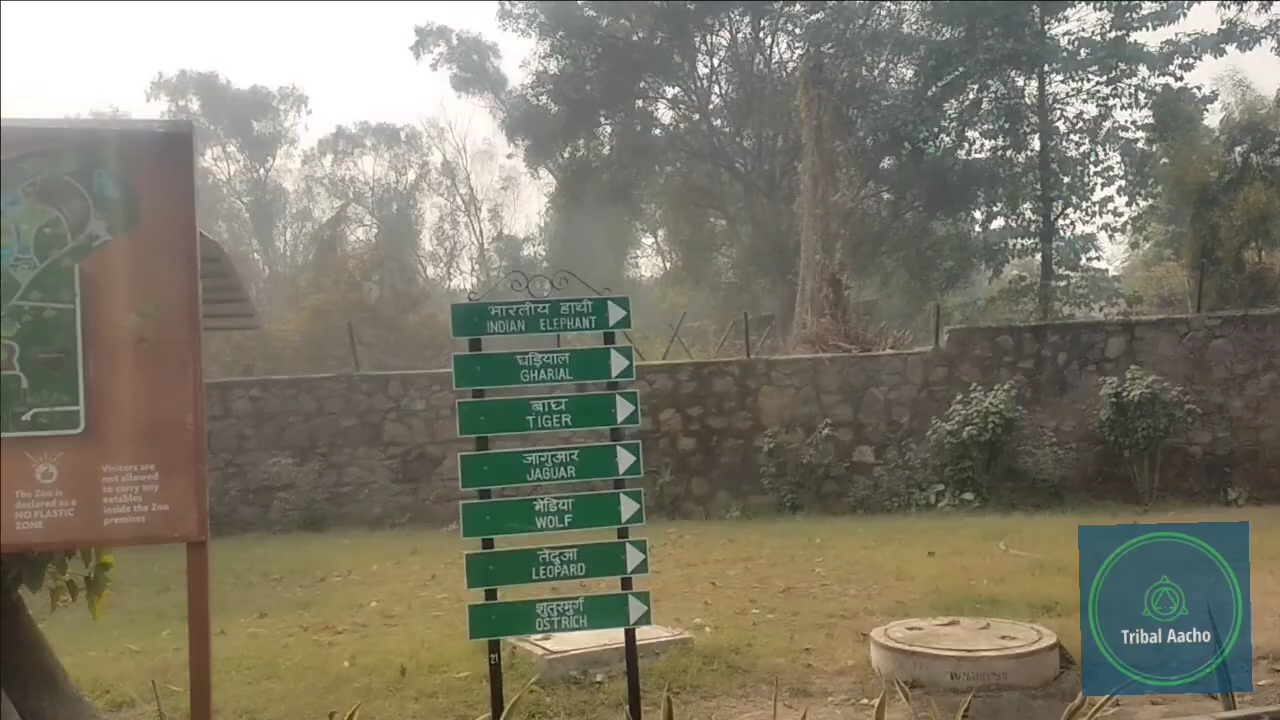 The Zoo is
declared as a
NO PLASTIC
ZONE
Visitors are
not allowed
to carry any
eatables
inside the Zoo
premises
भारतीय हाथी
INDIAN ELEPHANT
घड़ियाल
GHARIAL
बाघ
TIGER
जागुआर
JAGUAR
भेडिया
WOLF
तेंदुआ
LEOPARD
शुतुरमुर्ग
OSTRICH
21
Tribal Aacho